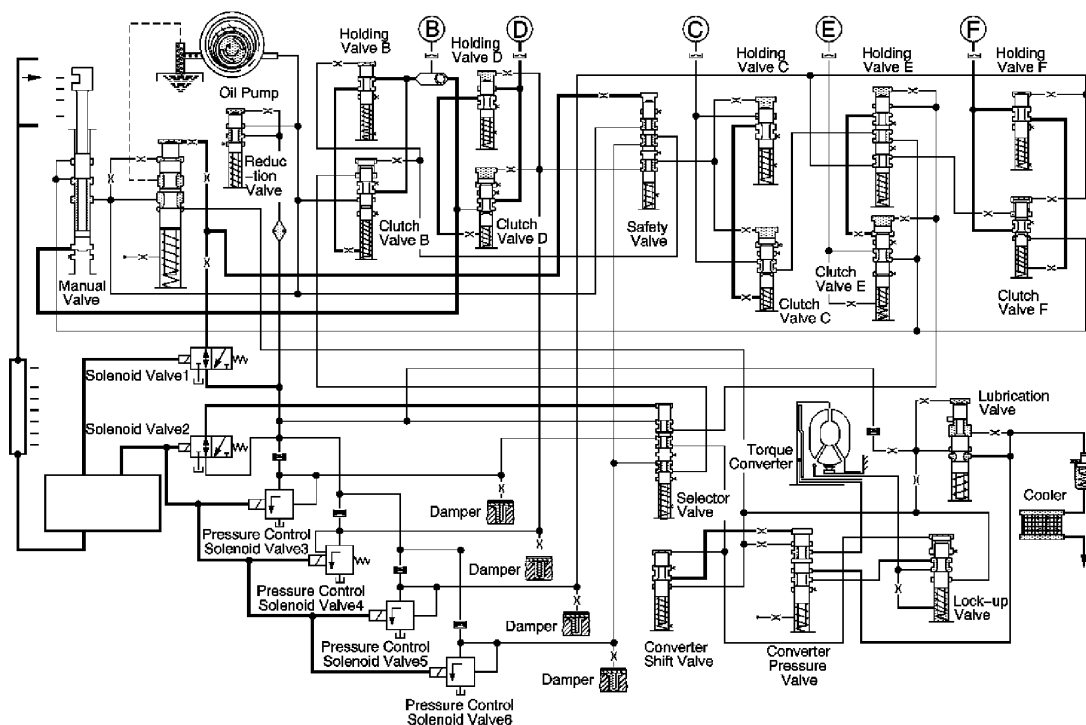 B
D
C
E
F
Holding
Valve B
Holding
Valve D
Holding
Valve C
Holding
Valve E
Holding
Valve F
Oil Pump
Reduc
-tion
Valve
Manual
Valve
Clutch
Valve B
Clutch
Valve D
Safety
Valve
Clutch
Valve C
Clutch
Valve E
Clutch
Valve F
Solenoid Valve1
Solenoid Valve2
Pressure Control
Solenoid Valve3
Pressure Control
Solenoid Valve4
Pressure Control
Solenoid Valve5
Pressure Control
Solenoid Valve6
Damper
Damper
Damper
Damper
Selector
Valve
Torque
Converter
Lubrication
Valve
Cooler
Converter
Shift Valve
Converter
Pressure
Valve
Lock-up
Valve